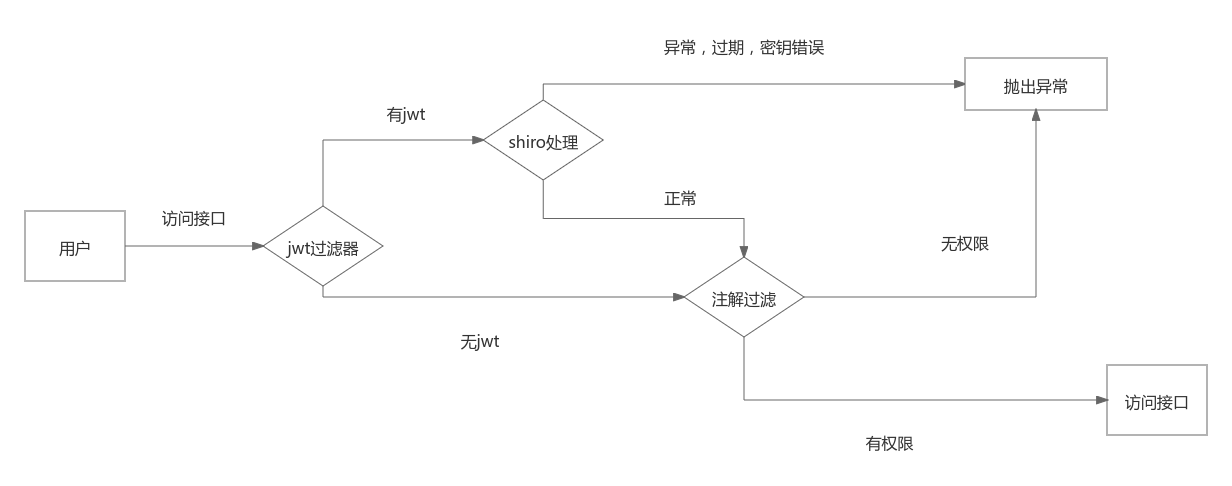 异常，过期，密钥错误
抛出异常
有jwt
shiro处理
正常
访问接口
用户
jwt过滤器
无权限
注解过滤
无jwt
访问接口
有权限